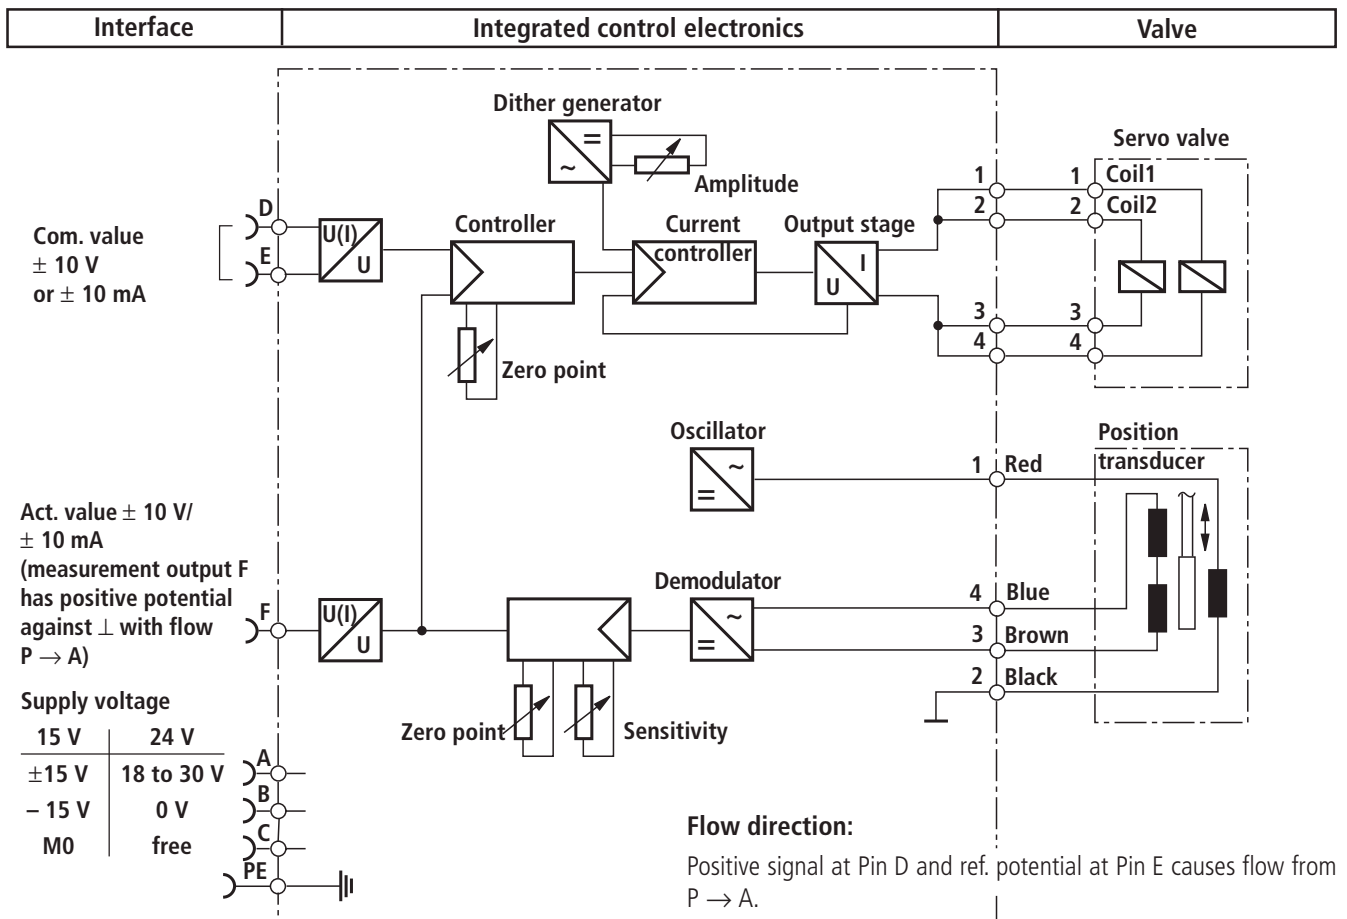 Interface
Integrated control electronics
Valve
Dither generator
=
~
Amplitude
Servo valve
D
E
Com. value
± 10 V
or ± 10 mA
U(I)
U
Controller
Current
controller
Output stage
I
U
1
2
3
4
1
2
3
4
Coil1
Coil2
Zero point
Oscillator
~
=
1
Red
Position
transducer
Act. value ± 10 V/
± 10 mA
(measurement output F
has positive potential
against ⊥ with flow
P → A)
F
U(I)
U
Demodulator
~
=
4
Blue
3
Brown
2
Black
Zero point
Sensitivity
Supply voltage
15 V 24 V
±15 V 18 to 30 V
– 15 V 0 V
M0 free
A
B
C
PE
Flow direction:
Positive signal at Pin D and ref. potential at Pin E causes flow from
P → A.